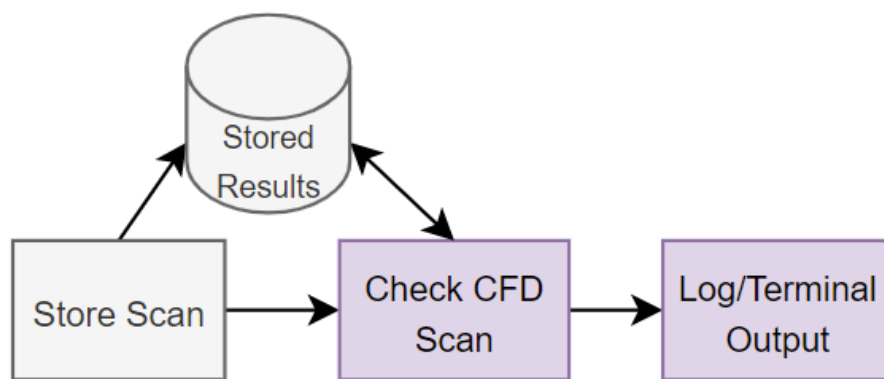 Stored
Results
Store Scan
Check CFD
Scan
Log/Terminal
Output